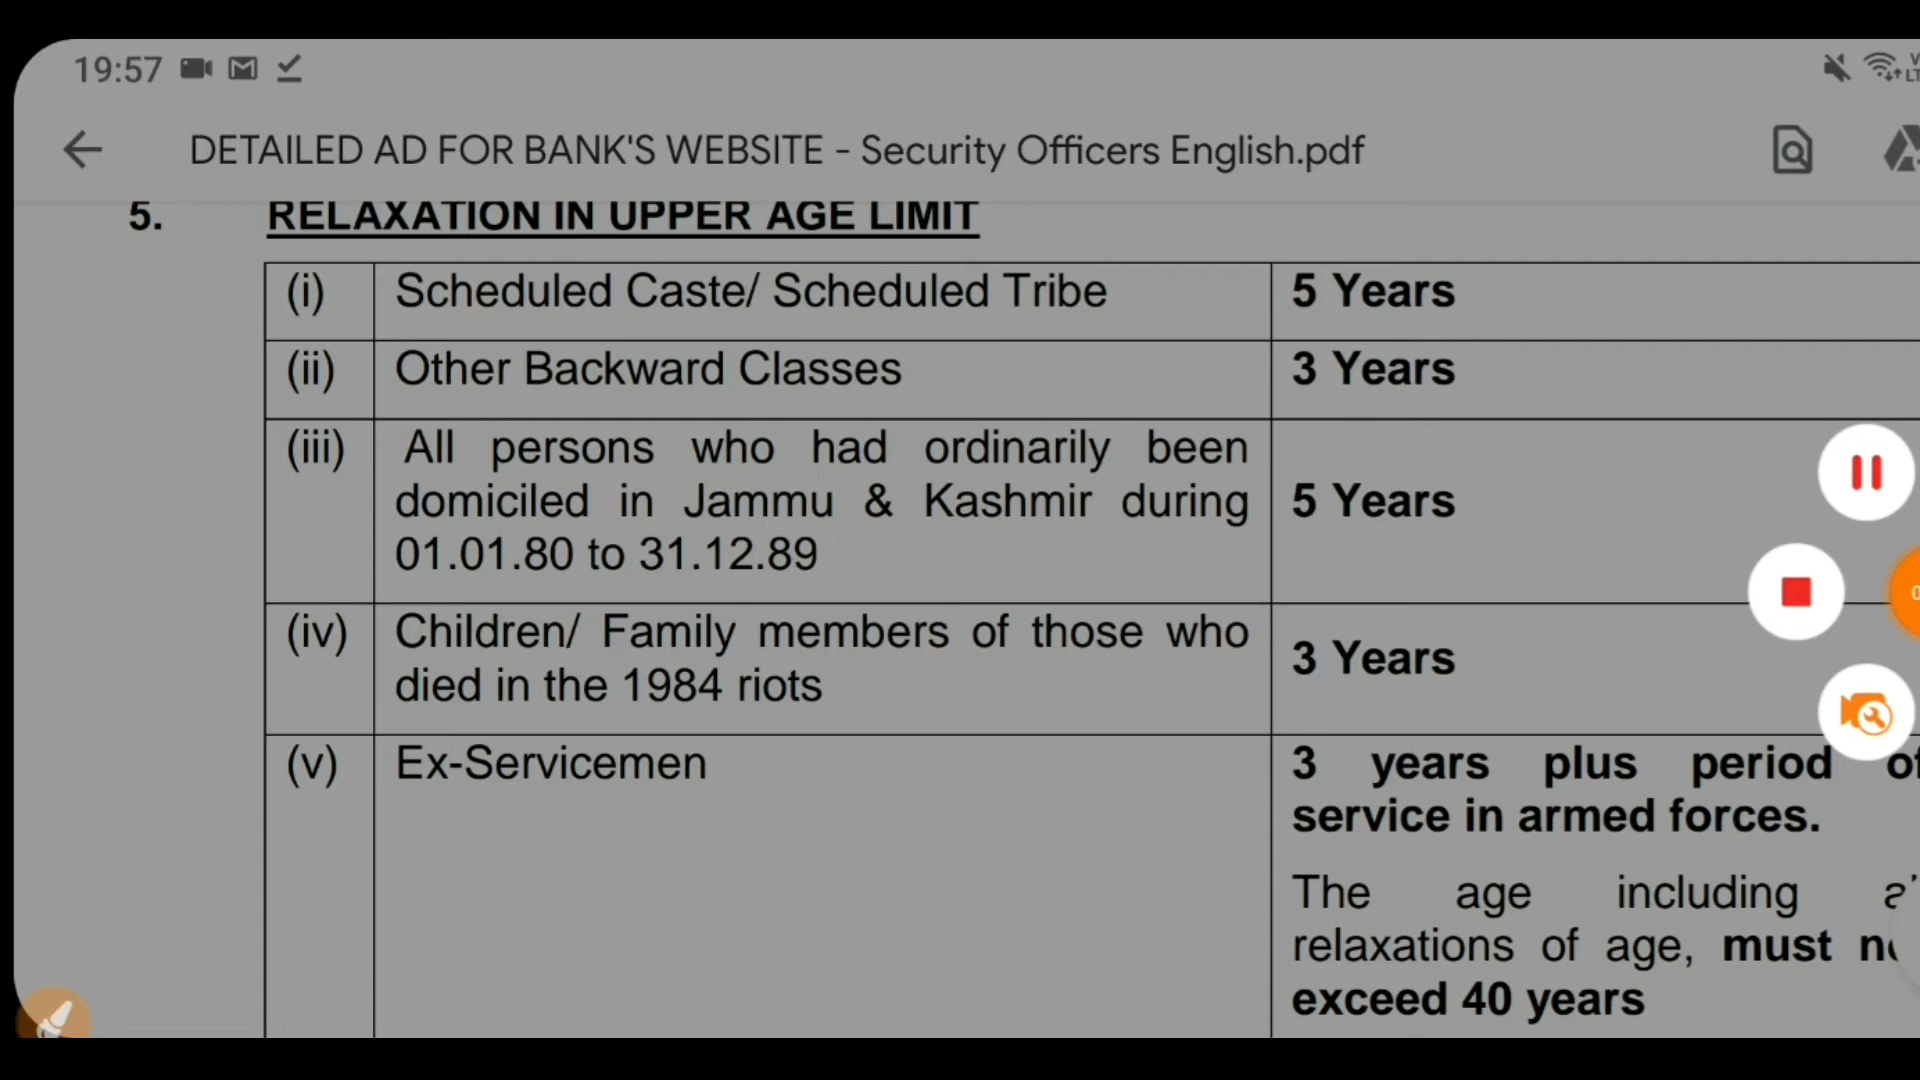 19:57
DETAILED AD FOR BANK'S WEBSITE - Security Officers English.pdf
5. RELAXATION IN UPPER AGE LIMIT
(i) Scheduled Caste/ Scheduled Tribe 5 Years
(ii) Other Backward Classes 3 Years
(iii) All persons who had ordinarily been
domiciled in Jammu & Kashmir during 5 Years
01.01.80 to 31.12.89
(iv) Children/ Family members of those who
died in the 1984 riots 3 Years
(v) Ex-Servicemen 3 years plus period
service in armed forces.
The age including
relaxations of age, must
exceed 40 years